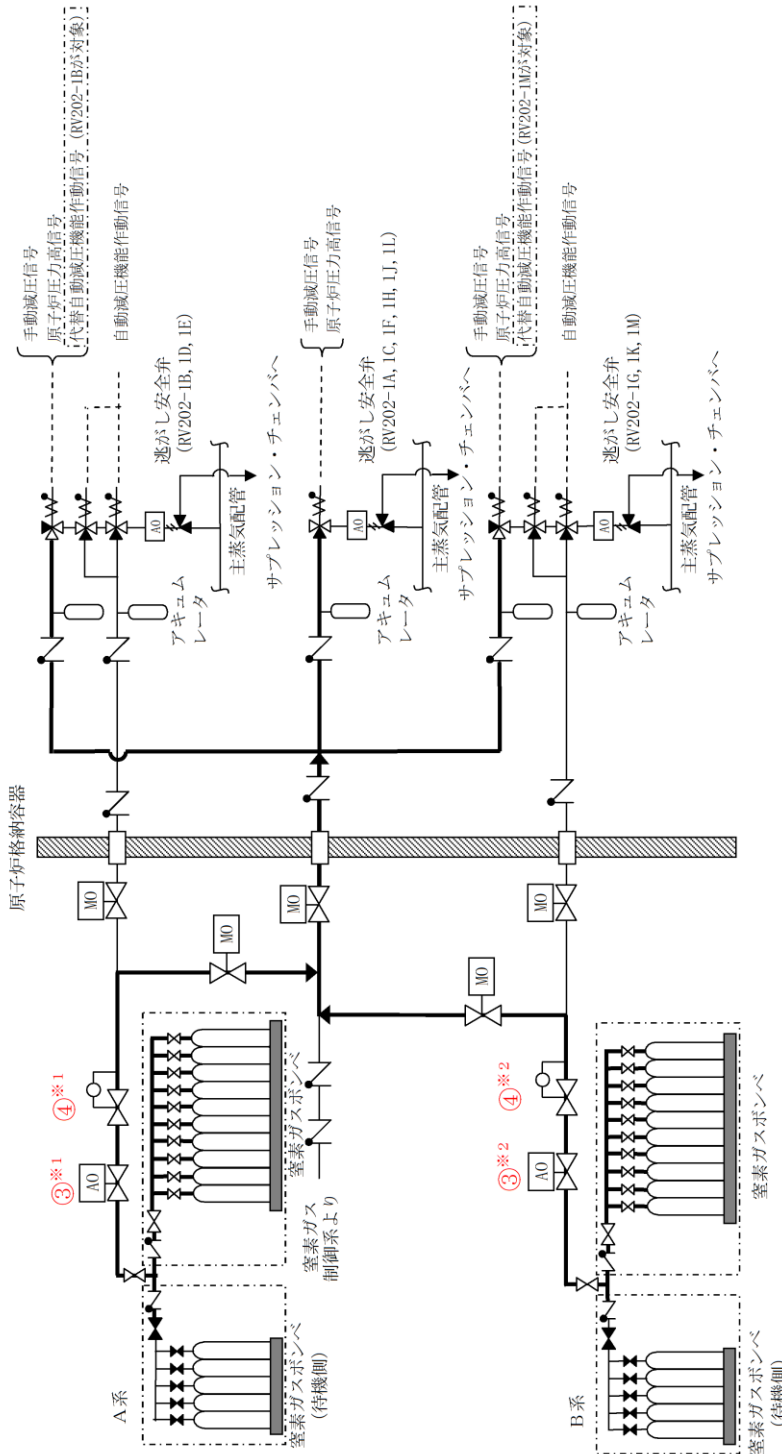 原子炉格納容器
手動減圧信号
原子炉圧力高信号
代替自動減圧機能作動信号 (RV202-1Bが対象)
自動減圧機能作動信号
逃がし安全弁
(RV202-1B, 1D, 1E)
AO
主蒸気配管
サプレッション・チェンバへ
アキュム
レータ
MO
MO
③※1
④※1
AO
A系
窒素ガスボンベ
(待機側)
窒素ガスボンベ
手動減圧信号
原子炉圧力高信号
逃がし安全弁
(RV202-1A, 1C, 1F, 1H, 1J, 1L)
AO
主蒸気配管
サプレッション・チェンバへ
アキュム
レータ
MO
窒素ガス
制御系より
手動減圧信号
原子炉圧力高信号
代替自動減圧機能作動信号 (RV202-1Mが対象)
自動減圧機能作動信号
逃がし安全弁
(RV202-1G, 1K, 1M)
AO
主蒸気配管
サプレッション・チェンバへ
アキュム
レータ
MO
MO
③※2
④※2
AO
B系
窒素ガスボンベ
(待機側)
窒素ガスボンベ